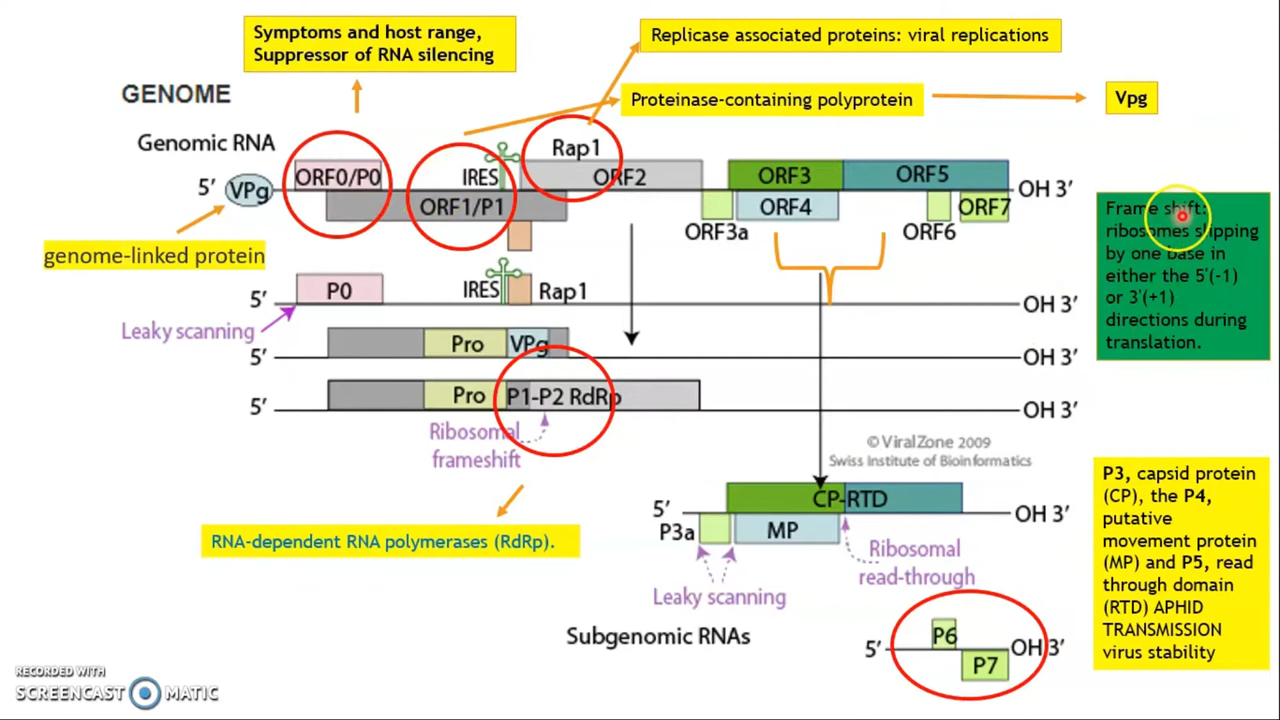 Symptoms and host range,
Suppressor of RNA silencing
Replicase associated proteins: viral replications
Proteinase-containing polyprotein
Vpg
GENOME
Genomic RNA
Rap1
5′
VPg
ORF0/P0
IRES
ORF2
ORF3
ORF5
OH 3′
ORF1/P1
ORF4
ORF7
ORF3a
ORF6
genome-linked protein
Frame shift:
ribosomes slipping
by one base in
either the 5'(-1)
or 3'(+1)
directions during
translation.
5′
P0
IRES
Rap1
OH 3′
Leaky scanning
5′
Pro
VPg
OH 3′
5′
Pro
P1-P2 RdRp
OH 3′
Ribosomal
frameshift
© ViralZone 2009
Swiss Institute of Bioinformatics
RNA-dependent RNA polymerases (RdRp).
5′
CP-RTD
OH 3′
P3a
MP
Leaky scanning
Ribosomal
read-through
P3, capsid protein
(CP), the P4,
putative
movement protein
(MP) and P5, read
through domain
(RTD) APHID
TRANSMISSION
virus stability
Subgenomic RNAs
5′
P6
OH 3′
P7
RECORDED WITH
SCREENCAST MATIC